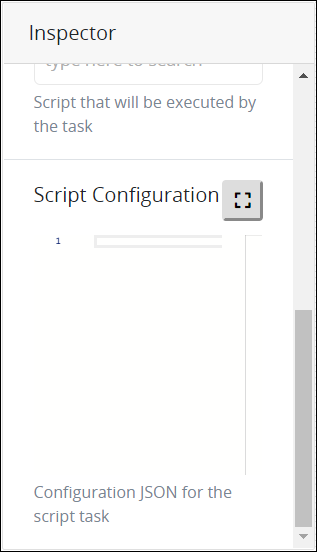 Inspector
type here to search
Script that will be executed by
the task
Script Configuration
1
Configuration JSON for the
script task